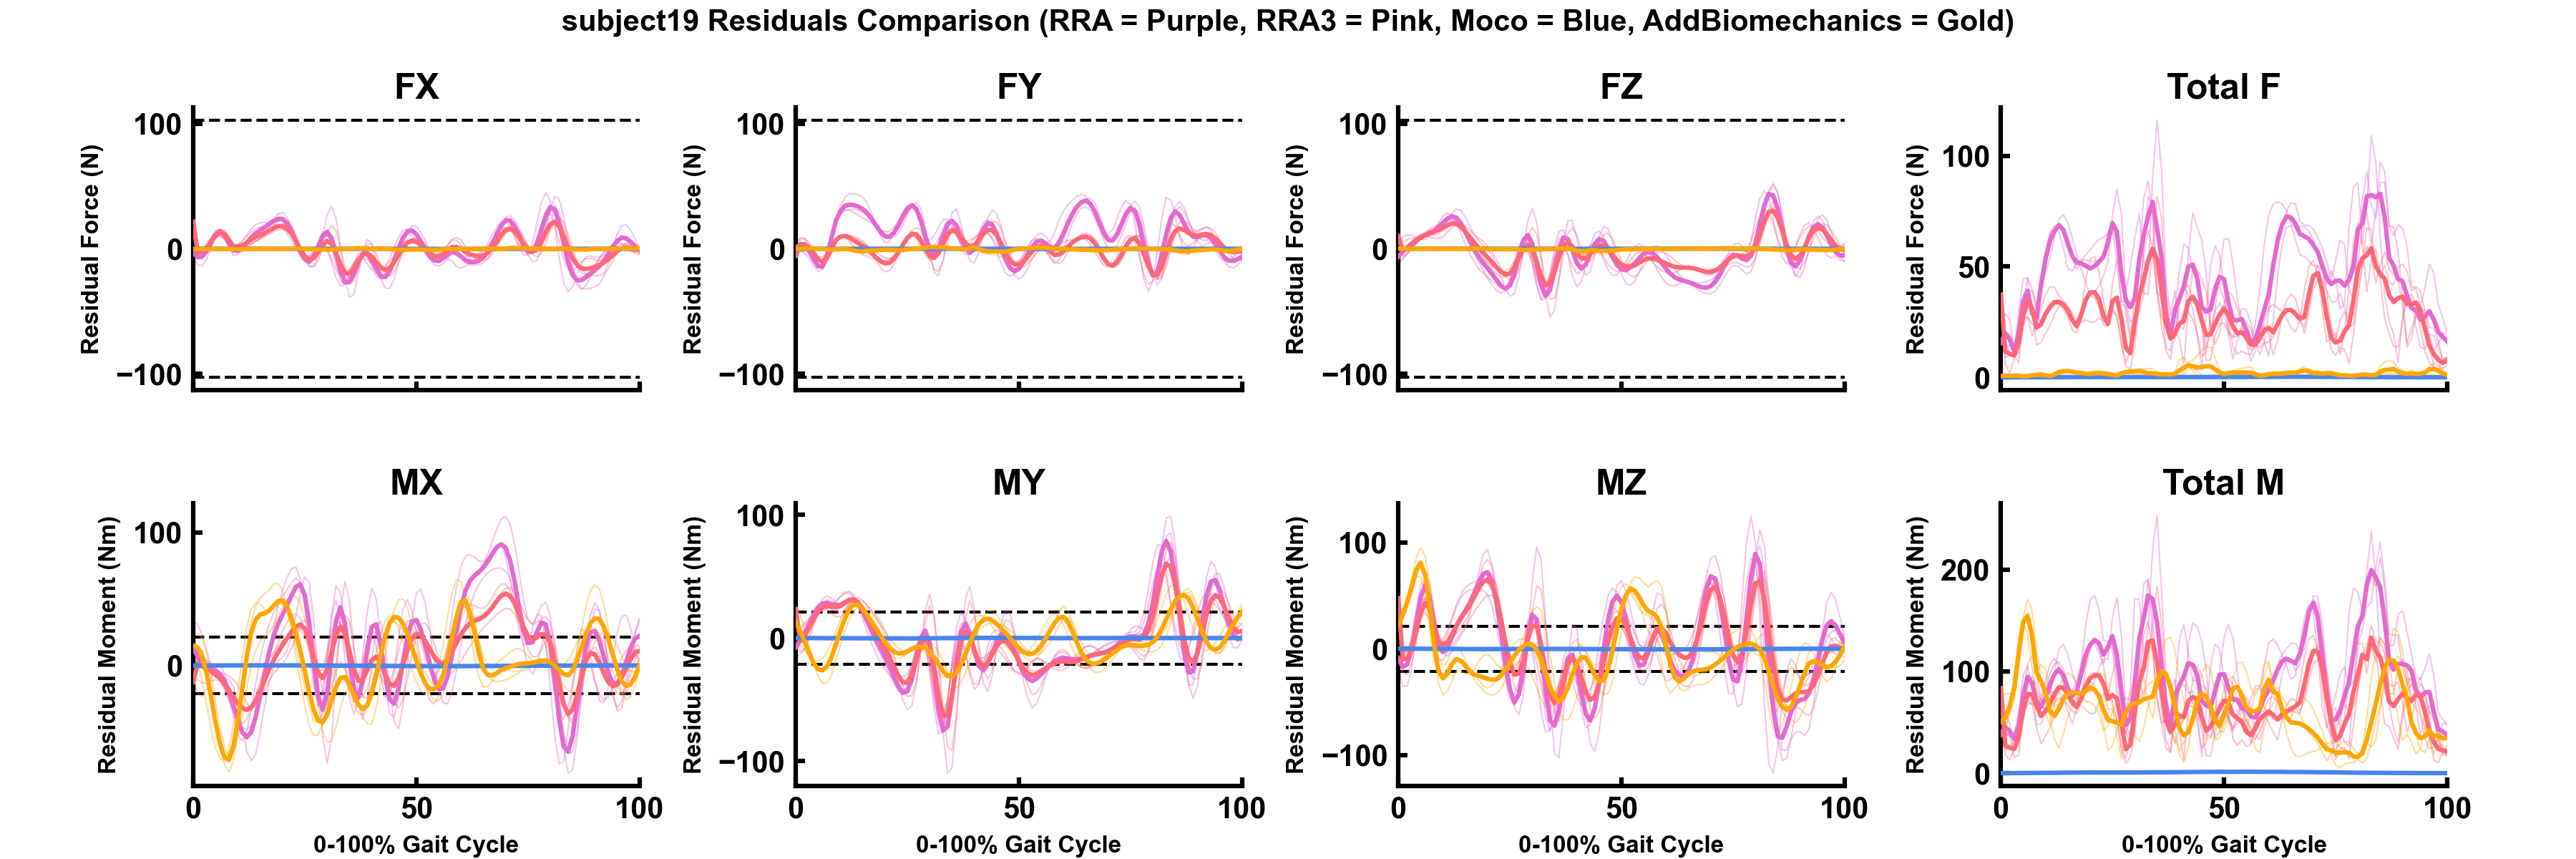 subject19 Residuals Comparison (RRA = Purple, RRA3 = Pink, Moco = Blue, AddBiomechanics = Gold)
FX
FY
FZ
Total F
Residual Force (N)
100
0
−100
Residual Force (N)
100
0
−100
Residual Force (N)
100
0
−100
Residual Force (N)
100
50
0
MX
MY
MZ
Total M
Residual Moment (Nm)
100
0
Residual Moment (Nm)
100
0
−100
Residual Moment (Nm)
100
0
−100
Residual Moment (Nm)
200
100
0
0 50 100
0 50 100
0 50 100
0 50 100
0-100% Gait Cycle
0-100% Gait Cycle
0-100% Gait Cycle
0-100% Gait Cycle